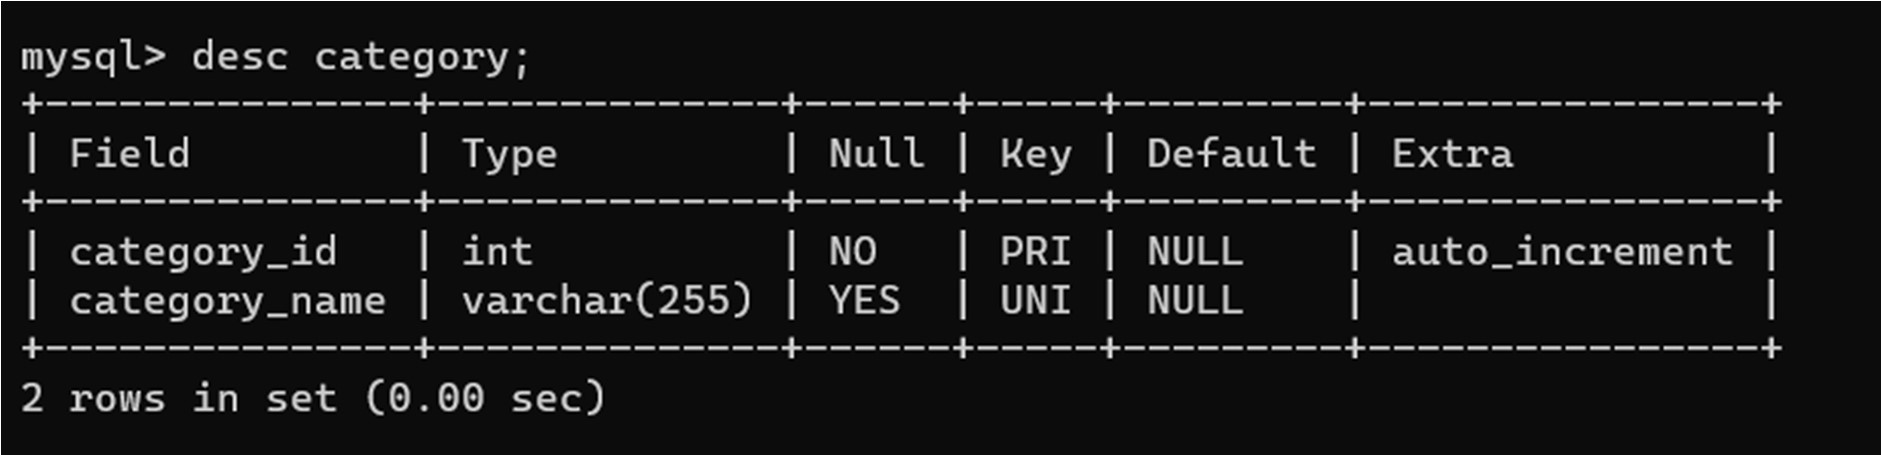 mysql> desc category;
+---------------+--------------+------+-----+---------+----------------+
| Field         | Type         | Null | Key | Default | Extra          |
+---------------+--------------+------+-----+---------+----------------+
| category_id   | int          | NO   | PRI | NULL    | auto_increment |
| category_name | varchar(255) | YES  | UNI | NULL    |                |
+---------------+--------------+------+-----+---------+----------------+
2 rows in set (0.00 sec)